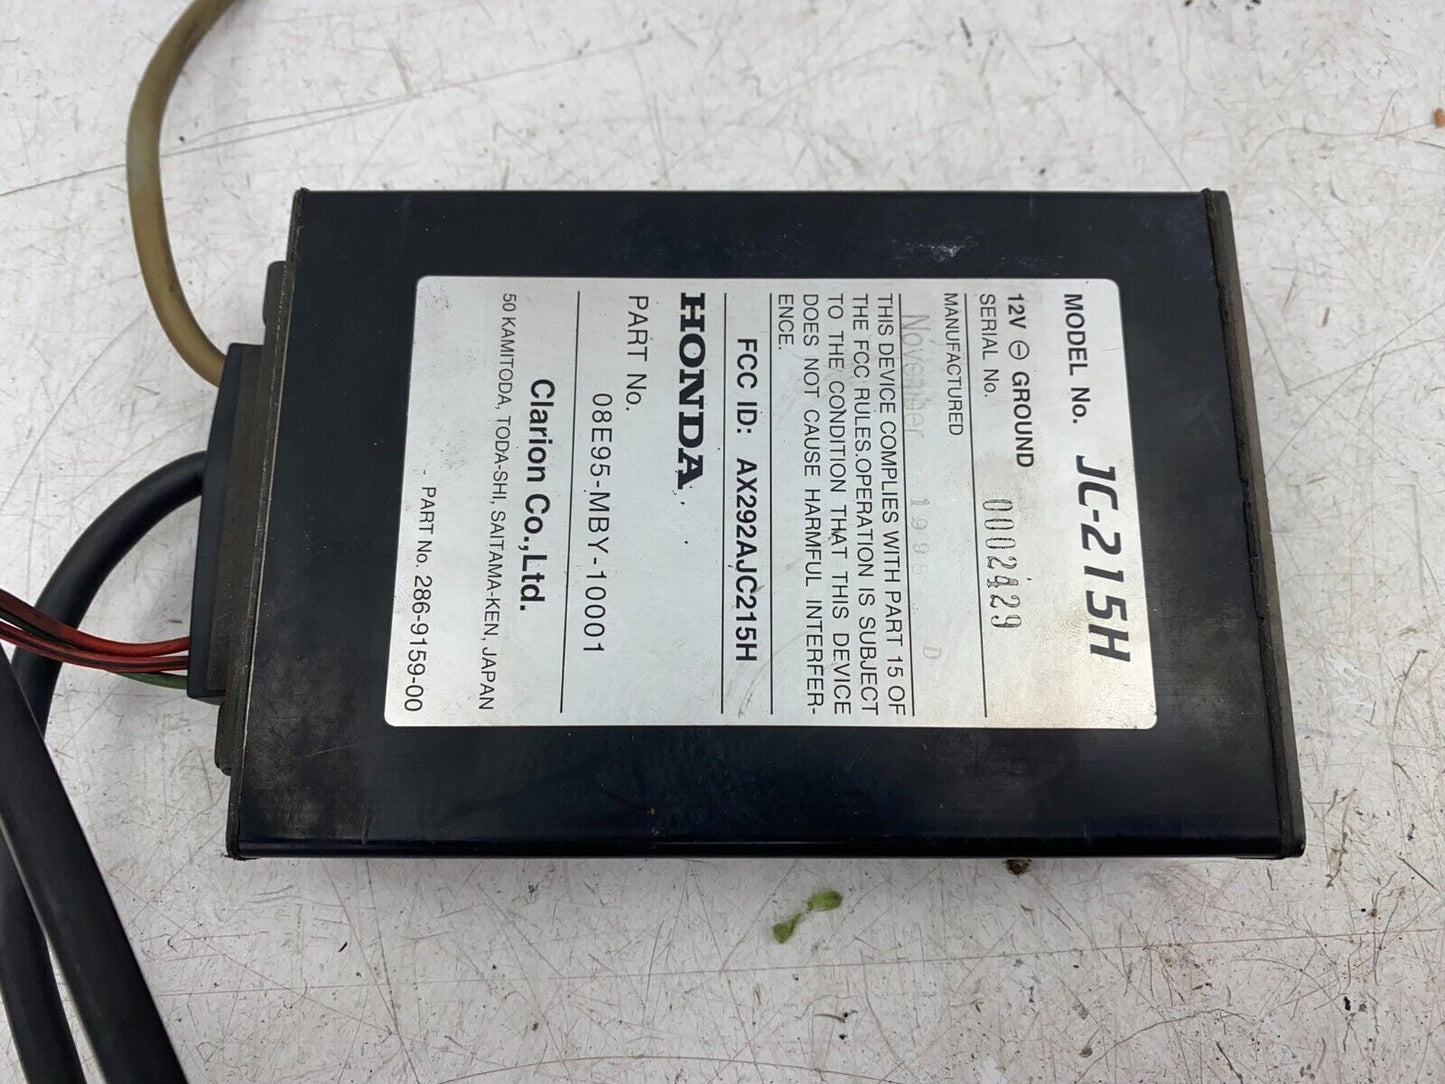 MODEL No. JC-215H
12V ⊖ GROUND
SERIAL No. 0002429
MANUFACTURED
November 1995 D
THIS DEVICE COMPLIES WITH PART 15 OF
THE FCC RULES.OPERATION IS SUBJECT
TO THE CONDITION THAT THIS DEVICE
DOES NOT CAUSE HARMFUL INTERFER-
ENCE.
FCC ID: AX292AJC215H
HONDA
PART No.
08E95-MBY-10001
Clarion Co.,Ltd.
50 KAMITODA, TODA-SHI, SAITAMA-KEN, JAPAN
PART No. 286-9159-00